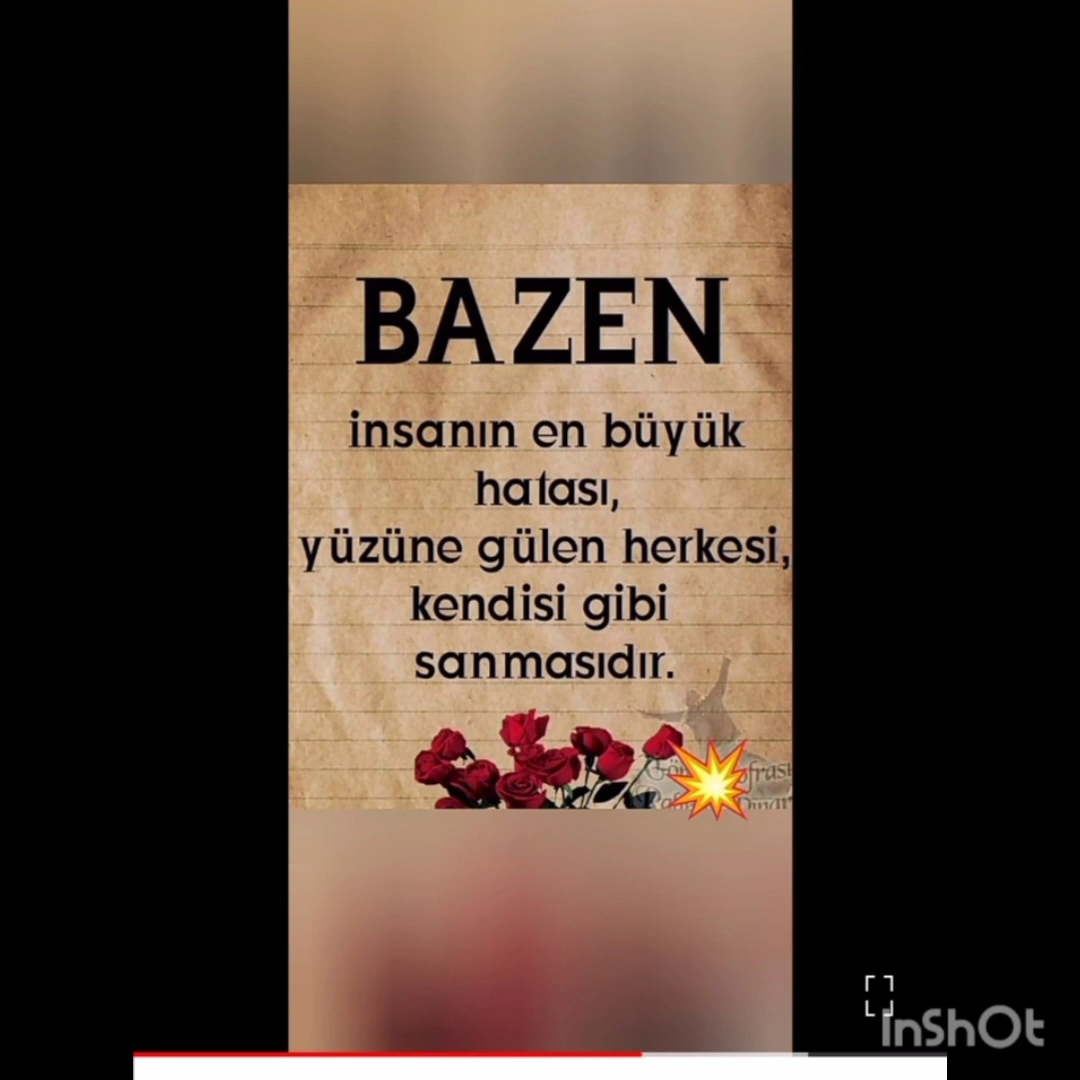 BAZEN
insanın en büyük
hatası,
yüzüne gülen herkesi,
kendisi gibi
sanmasıdır.
InShOt